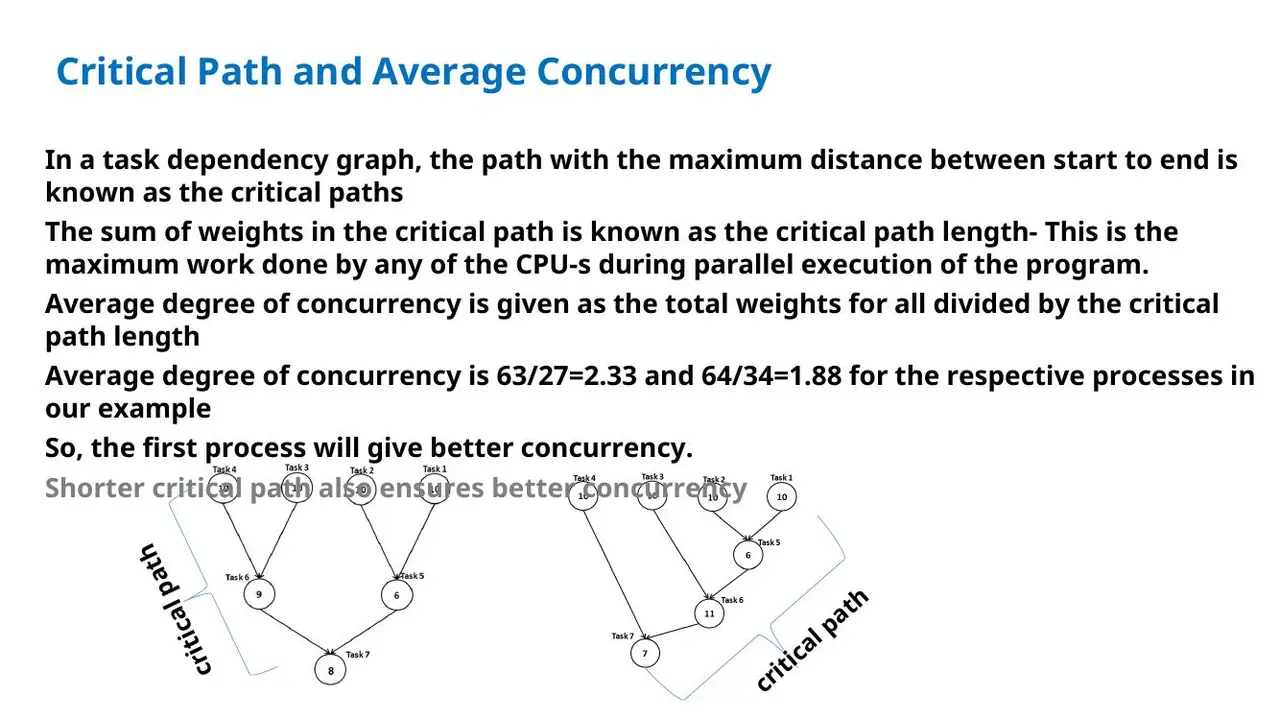 Critical Path and Average Concurrency
In a task dependency graph, the path with the maximum distance between start to end is
known as the critical paths
The sum of weights in the critical path is known as the critical path length- This is the
maximum work done by any of the CPU-s during parallel execution of the program.
Average degree of concurrency is given as the total weights for all divided by the critical
path length
Average degree of concurrency is 63/27=2.33 and 64/34=1.88 for the respective processes in
our example
So, the first process will give better concurrency.
Shorter critical path also ensures better concurrency
Task 4 Task 3 Task 2 Task 1
10 10 10 10
Task 6 Task 5
9 6
Task 7
8
critical path
Task 4 Task 3 Task 2 Task 1
10 10 10 10
Task 5
6
Task 6
11
Task 7
7
critical path